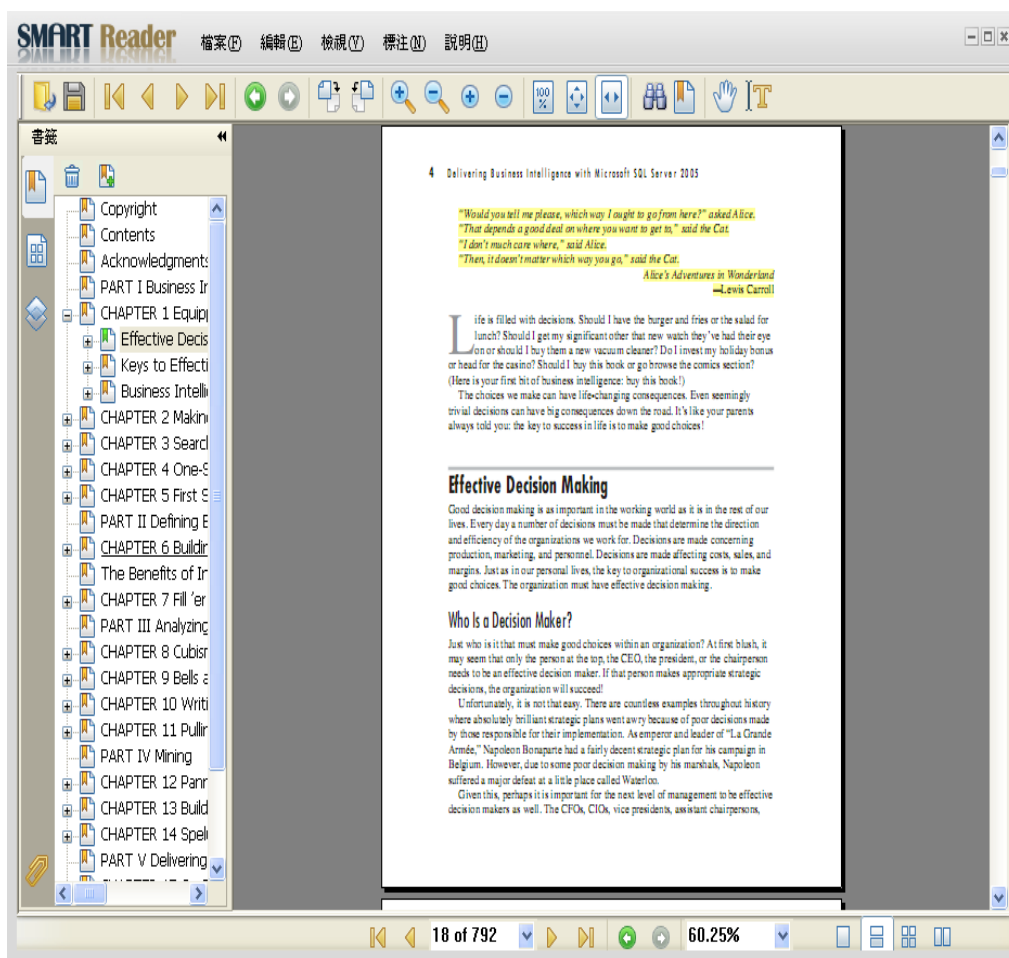 SMART Reader
檔案(F) 編輯(E) 檢視(V) 標注(N) 說明(H)
100 %
T
書籤
Copyright
Contents
Acknowledgments
PART I Business Ir
CHAPTER 1 Equip
Effective Decis
Keys to Effecti
Business Intelli
CHAPTER 2 Makin
CHAPTER 3 Searcl
CHAPTER 4 One-S
CHAPTER 5 First S
PART II Defining E
CHAPTER 6 Buildir
The Benefits of Ir
CHAPTER 7 Fill 'er
PART III Analyzing
CHAPTER 8 Cubisr
CHAPTER 9 Bells a
CHAPTER 10 Writi
CHAPTER 11 Pullir
PART IV Mining
CHAPTER 12 Panr
CHAPTER 13 Build
CHAPTER 14 Spelu
PART V Delivering
4 Delivering Business Intelligence with Microsoft SQL Server 2005
"Would you tell me please, which way I ought to go from here?" asked Alice.
"That depends a good deal on where you want to get to," said the Cat.
"I don't much care where," said Alice.
"Then, it doesn't matter which way you go," said the Cat.
Alice's Adventures in Wonderland
—Lewis Carroll
Life is filled with decisions. Should I have the burger and fries or the salad for
lunch? Should I get my significant other that new watch they've had their eye
on or should I buy them a new vacuum cleaner? Do I invest my holiday bonus
or head for the casino? Should I buy this book or go browse the comics section?
(Here is your first bit of business intelligence: buy this book!)
The choices we make can have life-changing consequences. Even seemingly
trivial decisions can have big consequences down the road. It's like your parents
always told you: the key to success in life is to make good choices!
Effective Decision Making
Good decision making is as important in the working world as it is in the rest of our
lives. Every day a number of decisions must be made that determine the direction
and efficiency of the organizations we work for. Decisions are made concerning
production, marketing, and personnel. Decisions are made affecting costs, sales, and
margins. Just as in our personal lives, the key to organizational success is to make
good choices. The organization must have effective decision making.
Who Is a Decision Maker?
Just who is it that must make good choices within an organization? At first blush, it
may seem that only the person at the top, the CEO, the president, or the chairperson
needs to be an effective decision maker. If that person makes appropriate strategic
decisions, the organization will succeed!
Unfortunately, it is not that easy. There are countless examples throughout history
where absolutely brilliant strategic plans went awry because of poor decisions made
by those responsible for their implementation. As emperor and leader of "La Grande
Armée," Napoleon Bonaparte had a fairly decent strategic plan for his campaign in
Belgium. However, due to some poor decision making by his marshals, Napoleon
suffered a major defeat at a little place called Waterloo.
Given this, perhaps it is important for the next level of management to be effective
decision makers as well. The CFOs, CIOs, vice presidents, assistant chairpersons,
18 of 792
60.25%